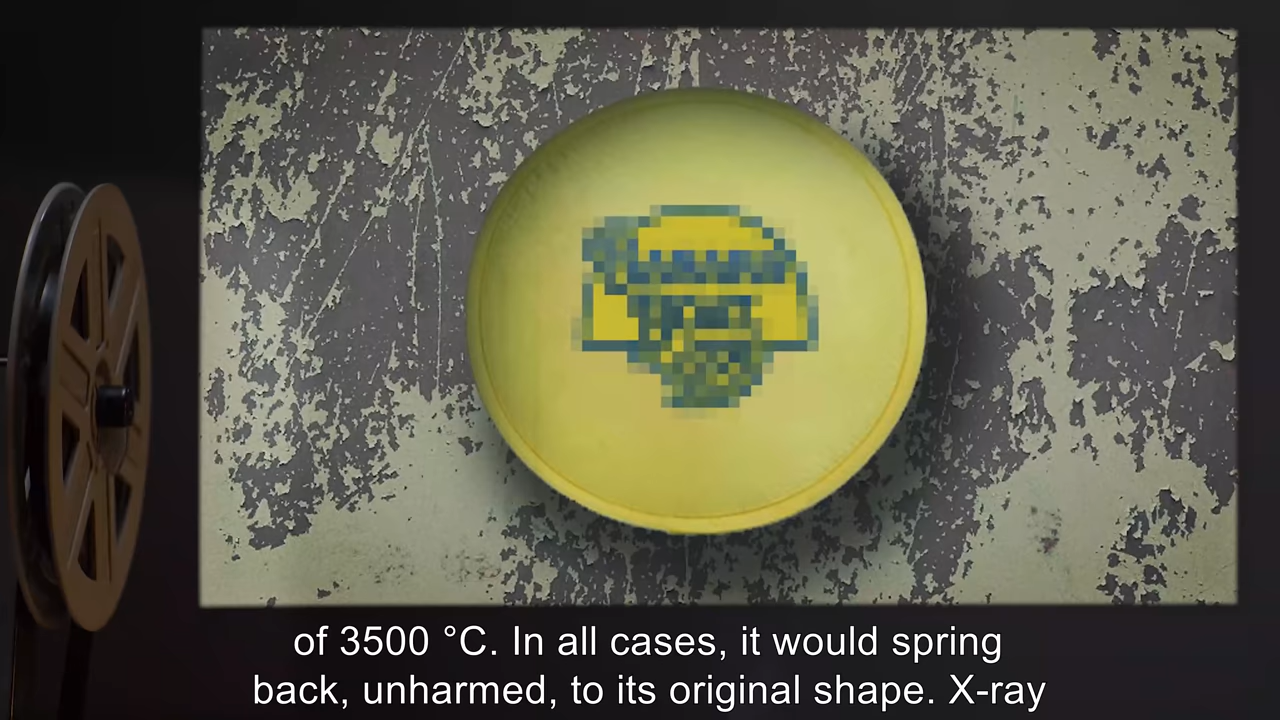 of 3500 °C. In all cases, it would spring
back, unharmed, to its original shape. X-ray